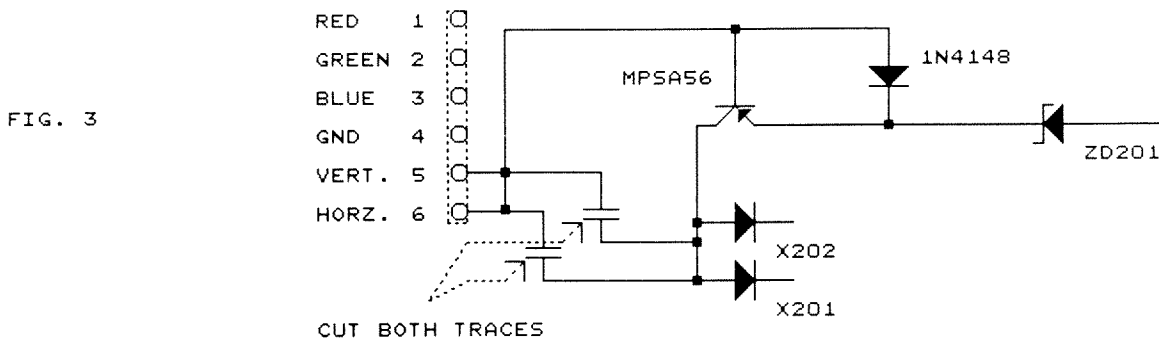 FIG. 3
RED 1
GREEN 2
BLUE 3
GND 4
VERT. 5
HORZ. 6
MPSA56
1N4148
ZD201
X202
X201
CUT BOTH TRACES